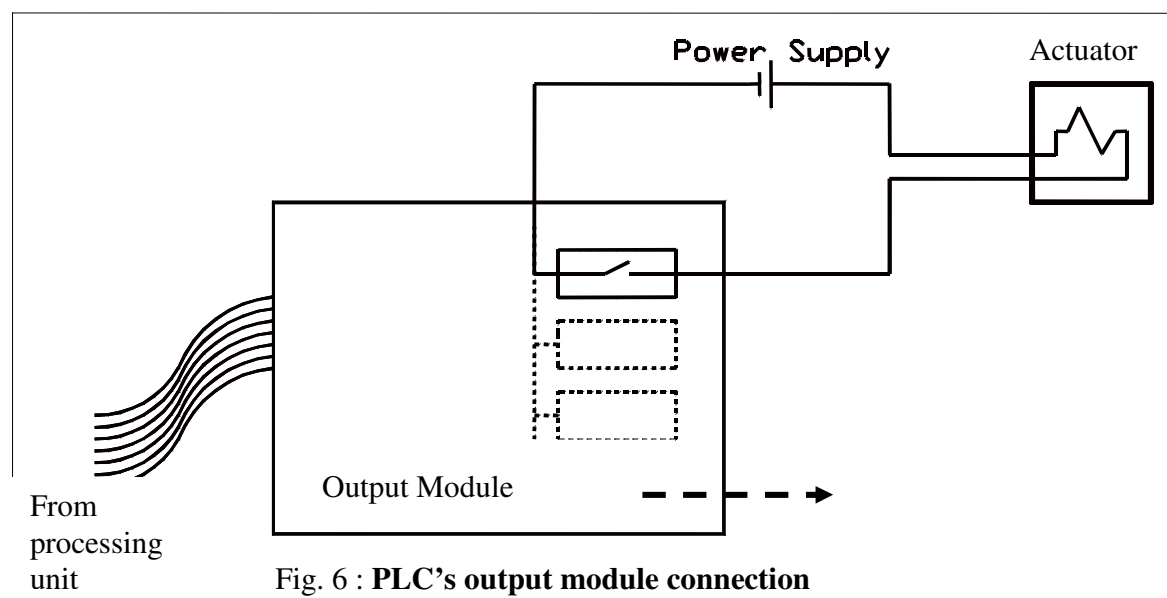 Power Supply
Actuator
Output Module
From
processing
unit
Fig. 6 : PLC's output module connection